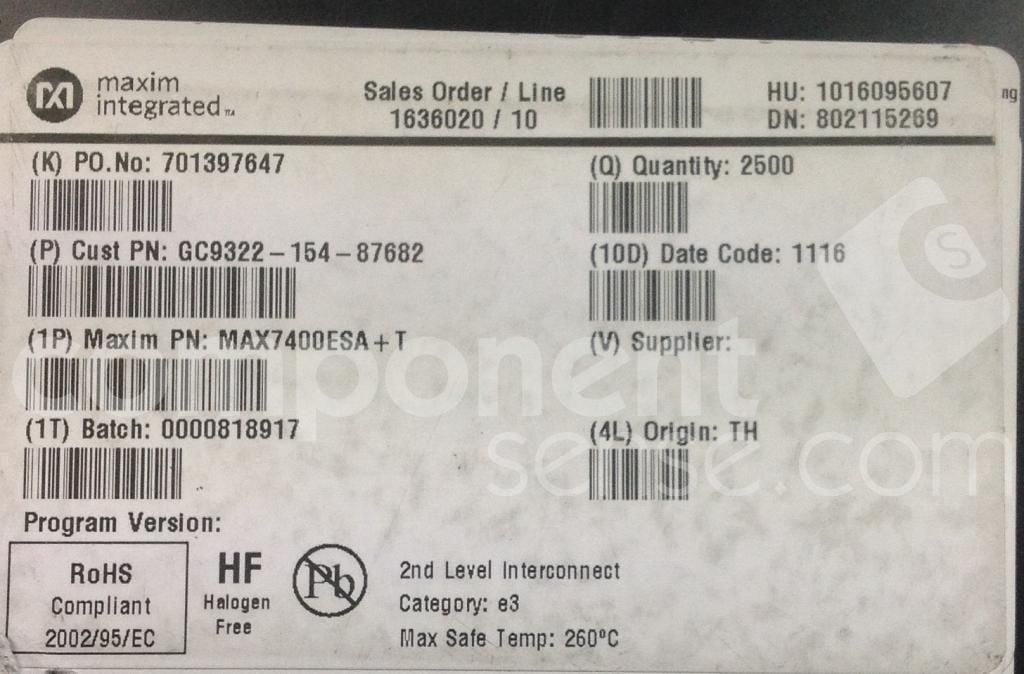 maxim
integrated™
Sales Order / Line
1636020 / 10
HU: 1016095607
DN: 802115269
ng
(K) PO.No: 701397647
(Q) Quantity: 2500
(P) Cust PN: GC9322-154-87682
(10D) Date Code: 1116
(1P) Maxim PN: MAX7400ESA+T
(V) Supplier:
(1T) Batch: 0000818917
(4L) Origin: TH
Program Version:
RoHS
Compliant
2002/95/EC
HF
Halogen
Free
Pb
2nd Level Interconnect
Category: e3
Max Safe Temp: 260°C
component
sense.com
cs